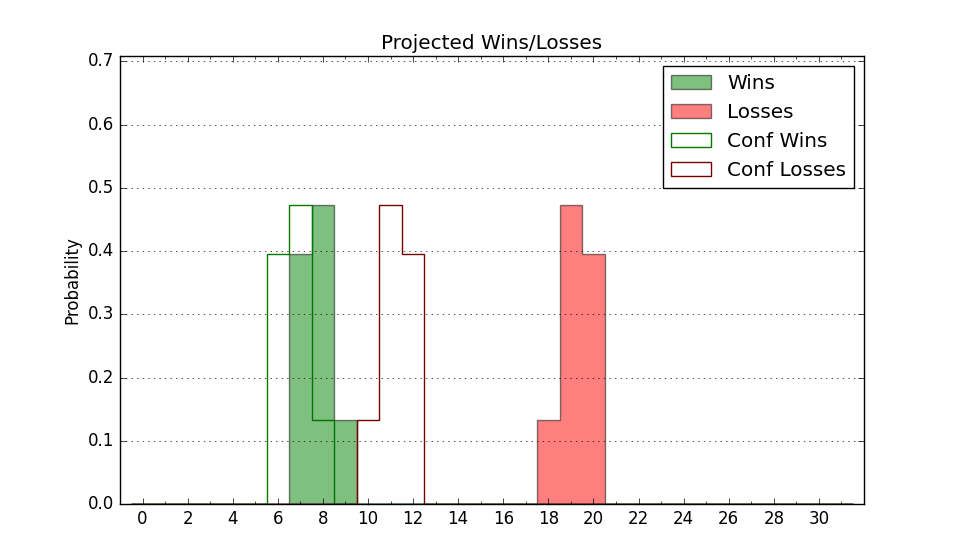 Projected Wins/Losses
0.7
0.6
0.5
0.4
0.3
0.2
0.1
0.0
Probability
Wins
Losses
Conf Wins
Conf Losses
0 2 4 6 8 10 12 14 16 18 20 22 24 26 28 30